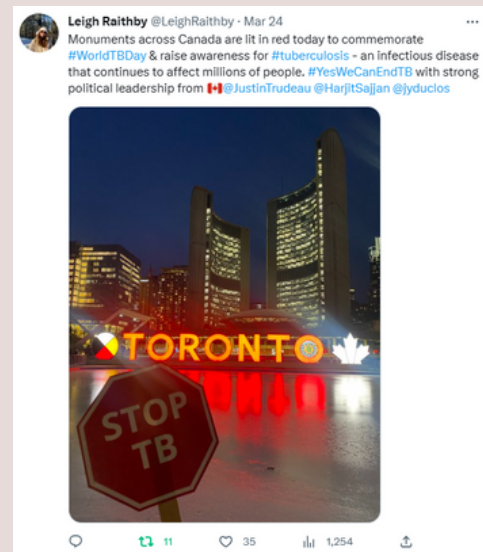 Leigh Raithby @LeighRaithby · Mar 24
Monuments across Canada are lit in red today to commemorate
#WorldTBDay & raise awareness for #tuberculosis - an infectious disease
that continues to affect millions of people. #YesWeCanEndTB with strong
political leadership from 🇨🇦@JustinTrudeau @HarjitSajjan @jyduclos
TORONTO
STOP
TB
11
35
1,254